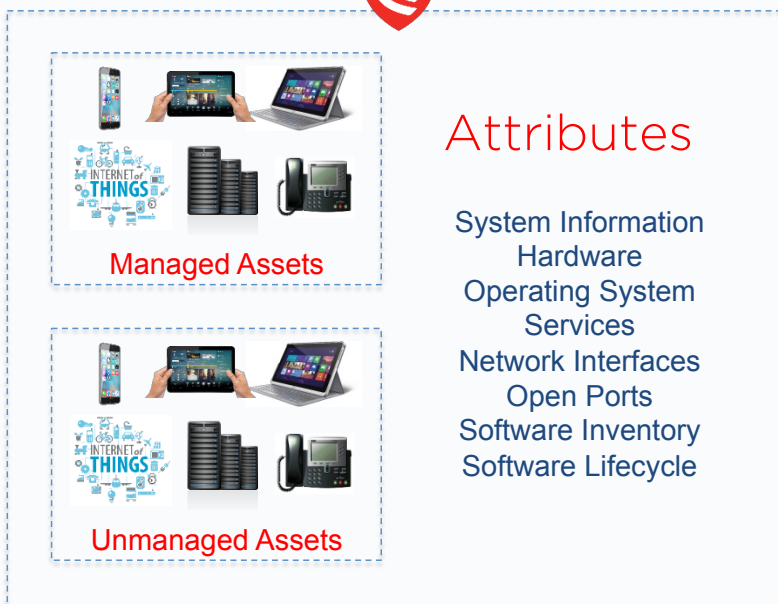 INTERNET of
THINGS
Managed Assets
INTERNET of
THINGS
Unmanaged Assets
Attributes
System Information
Hardware
Operating System
Services
Network Interfaces
Open Ports
Software Inventory
Software Lifecycle